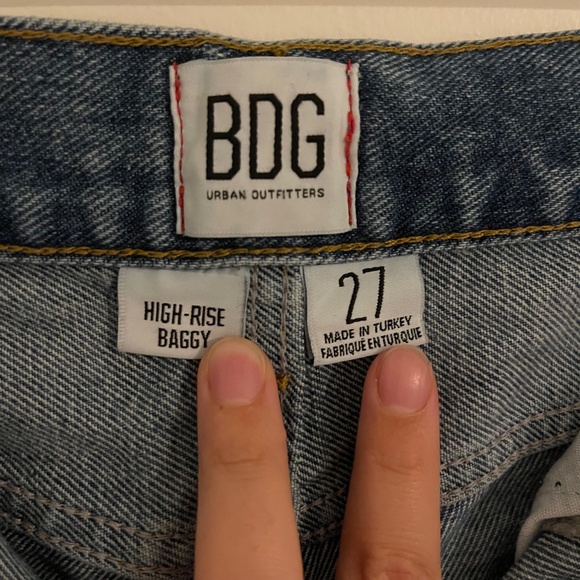 BDG
URBAN OUTFITTERS
HIGH-RISE
BAGGY
27
MADE IN TURKEY
FABRIQUÉ EN TURQUIE